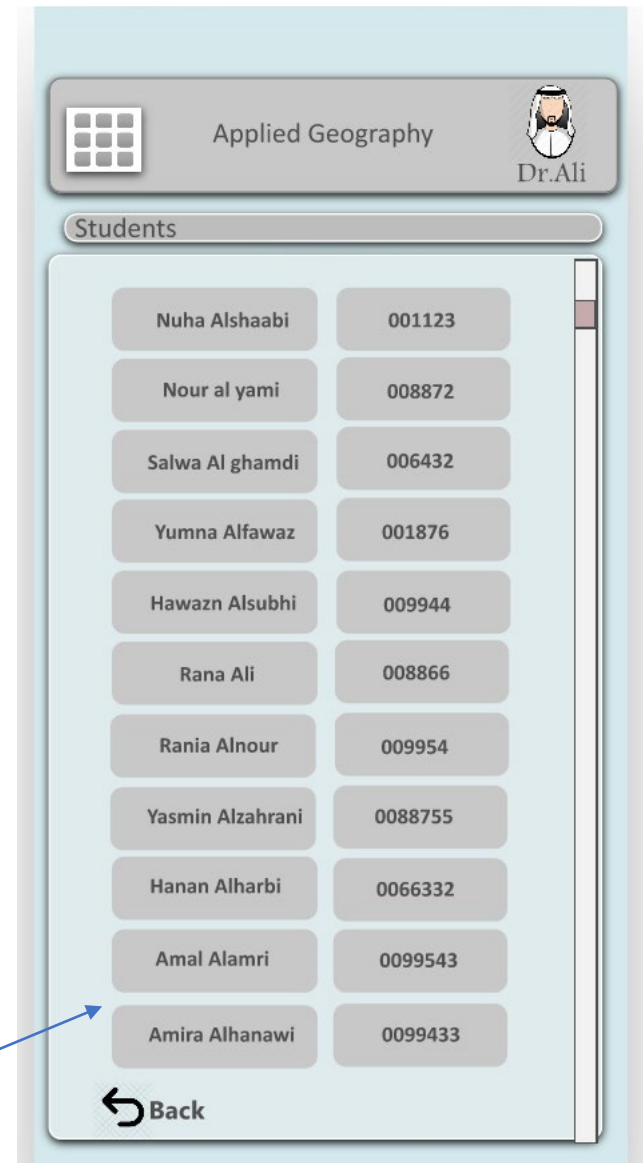 Applied Geography
Dr.Ali
Students
Nuha Alshaabi 001123
Nour al yami 008872
Salwa Al ghamdi 006432
Yumna Alfawaz 001876
Hawazn Alsubhi 009944
Rana Ali 008866
Rania Alnour 009954
Yasmin Alzahrani 0088755
Hanan Alharbi 0066332
Amal Alamri 0099543
Amira Alhanawi 0099433
Back